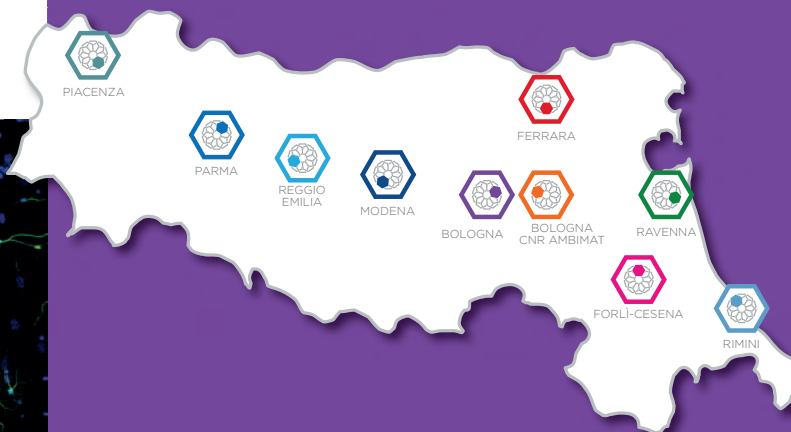 PIACENZA
FERRARA
PARMA
REGGIO
EMILIA
MODENA
BOLOGNA
BOLOGNA
CNR AMBIMAT
RAVENNA
FORLÌ-CESENA
RIMINI